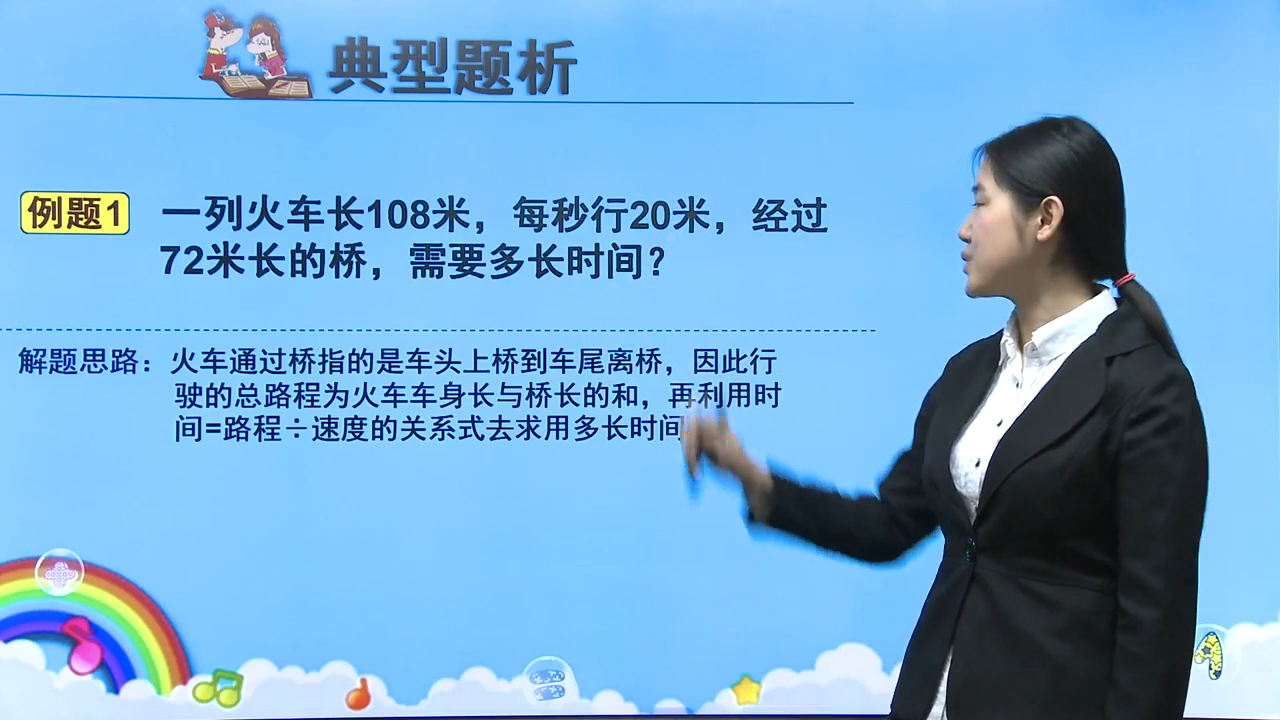 典型题析
例题1 一列火车长108米，每秒行20米，经过
72米长的桥，需要多长时间？
解题思路：火车通过桥指的是车头上桥到车尾离桥，因此行
驶的总路程为火车车身长与桥长的和，再利用时
间=路程÷速度的关系式去求用多长时间